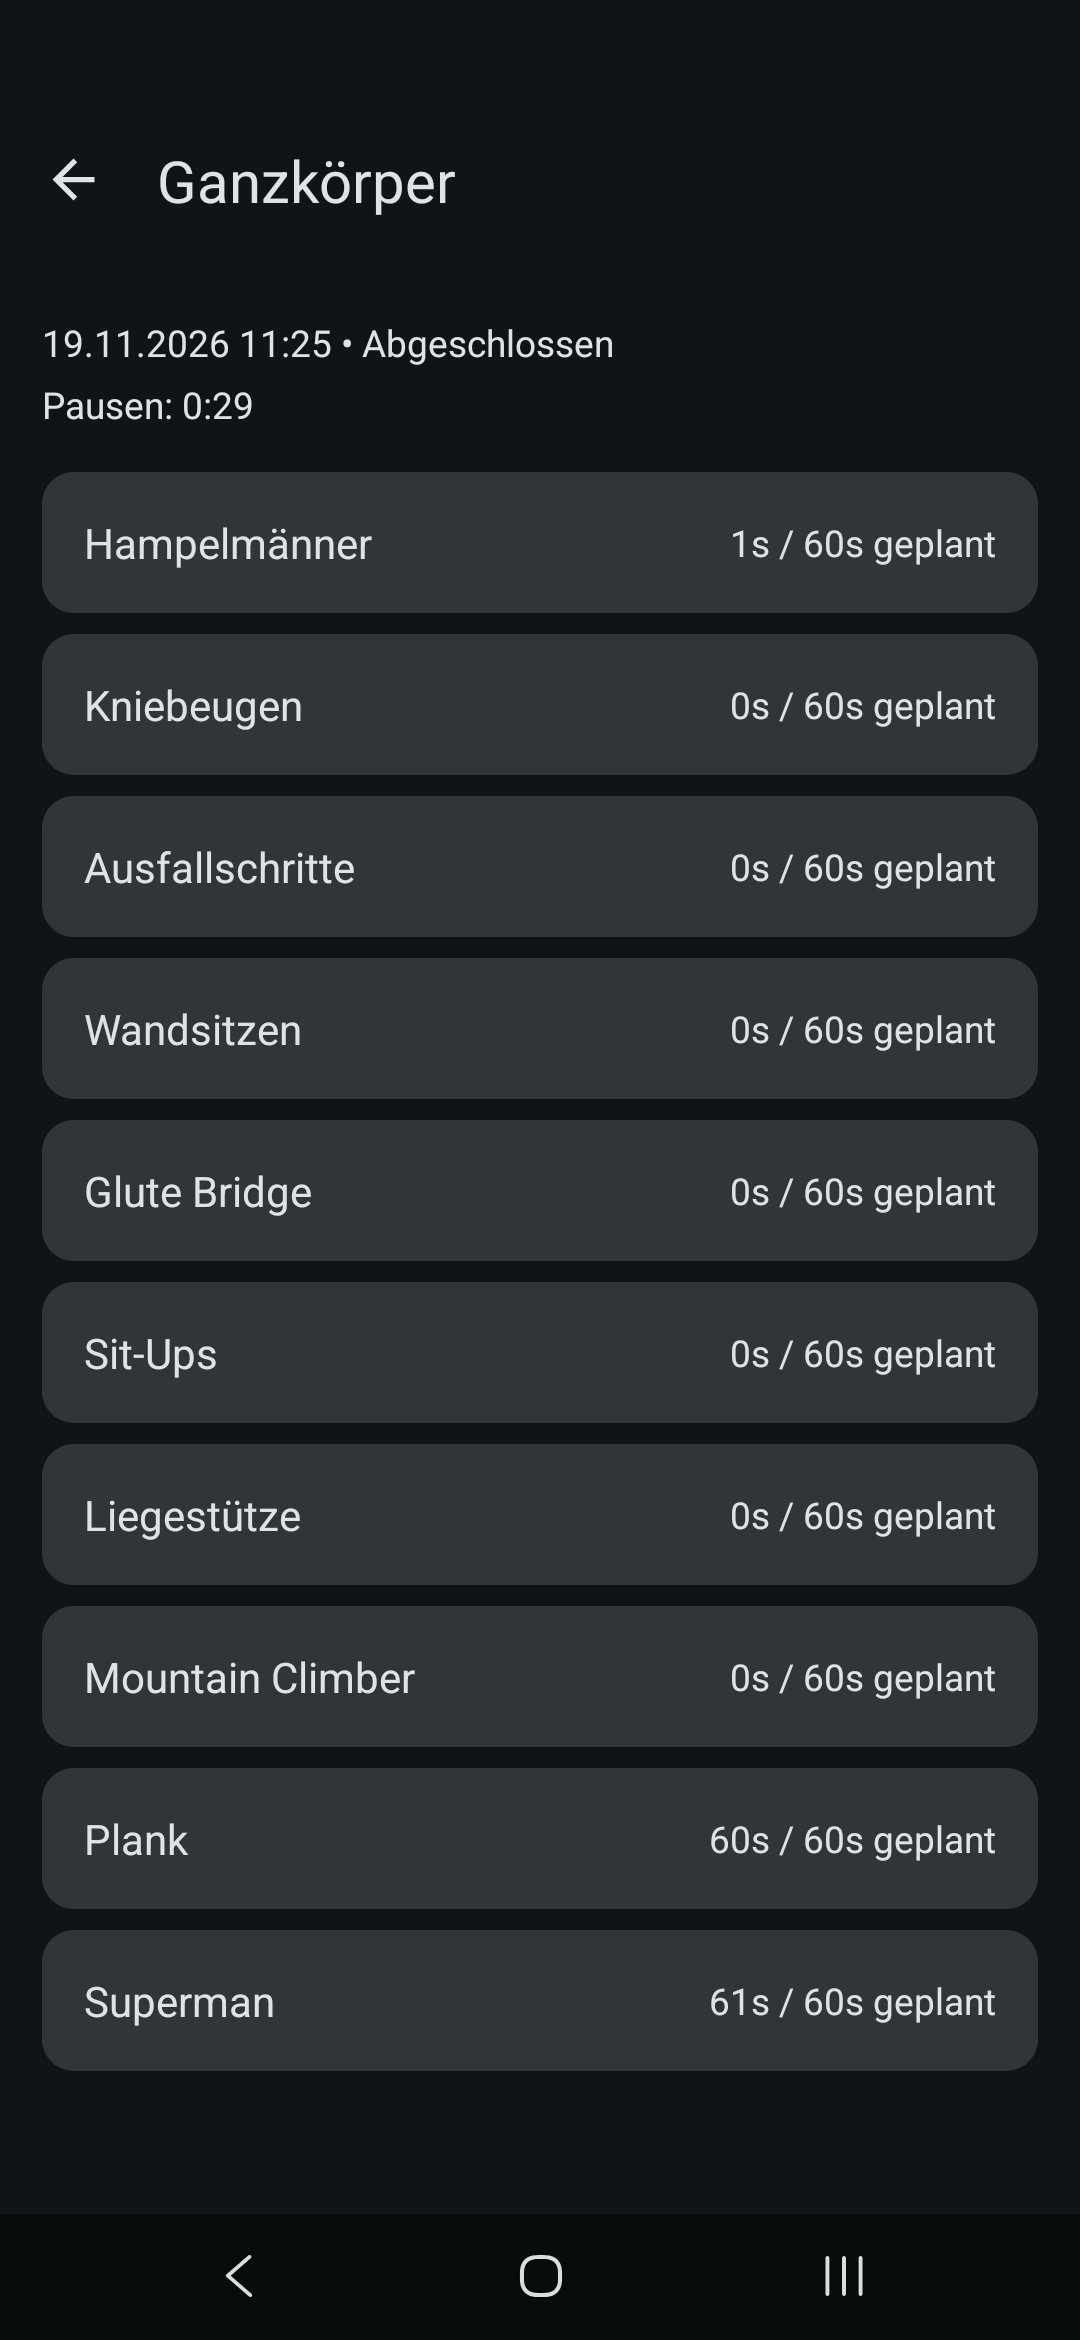 Ganzkörper
19.11.2026 11:25 • Abgeschlossen
Pausen: 0:29
Hampelmänner 1s / 60s geplant
Kniebeugen 0s / 60s geplant
Ausfallschritte 0s / 60s geplant
Wandsitzen 0s / 60s geplant
Glute Bridge 0s / 60s geplant
Sit-Ups 0s / 60s geplant
Liegestütze 0s / 60s geplant
Mountain Climber 0s / 60s geplant
Plank 60s / 60s geplant
Superman 61s / 60s geplant